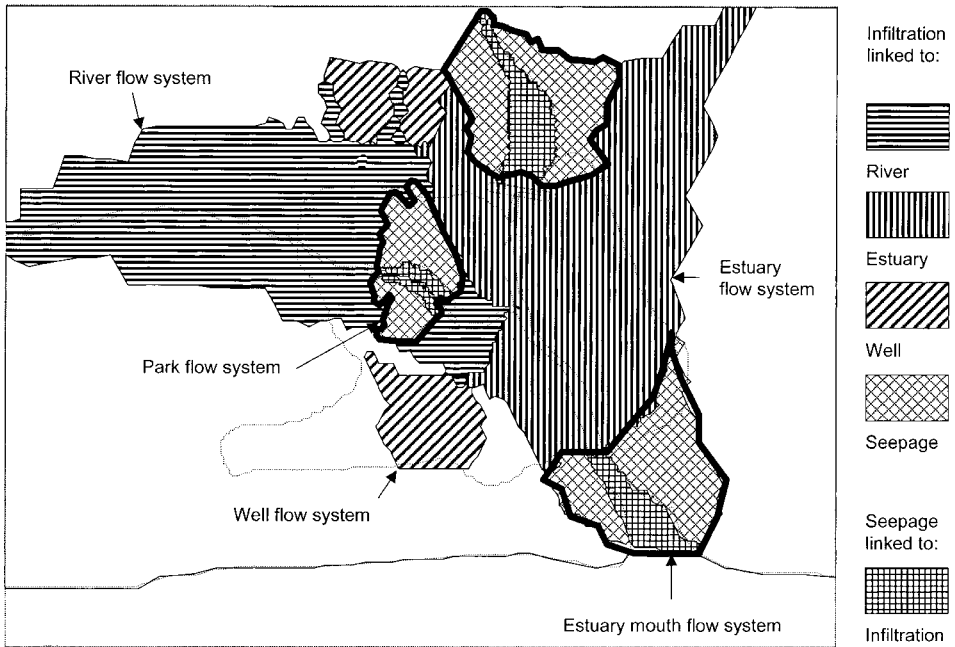 River flow system
Park flow system
Well flow system
Estuary
flow system
Estuary mouth flow system
Infiltration
linked to:
River
Estuary
Well
Seepage
Seepage
linked to:
Infiltration